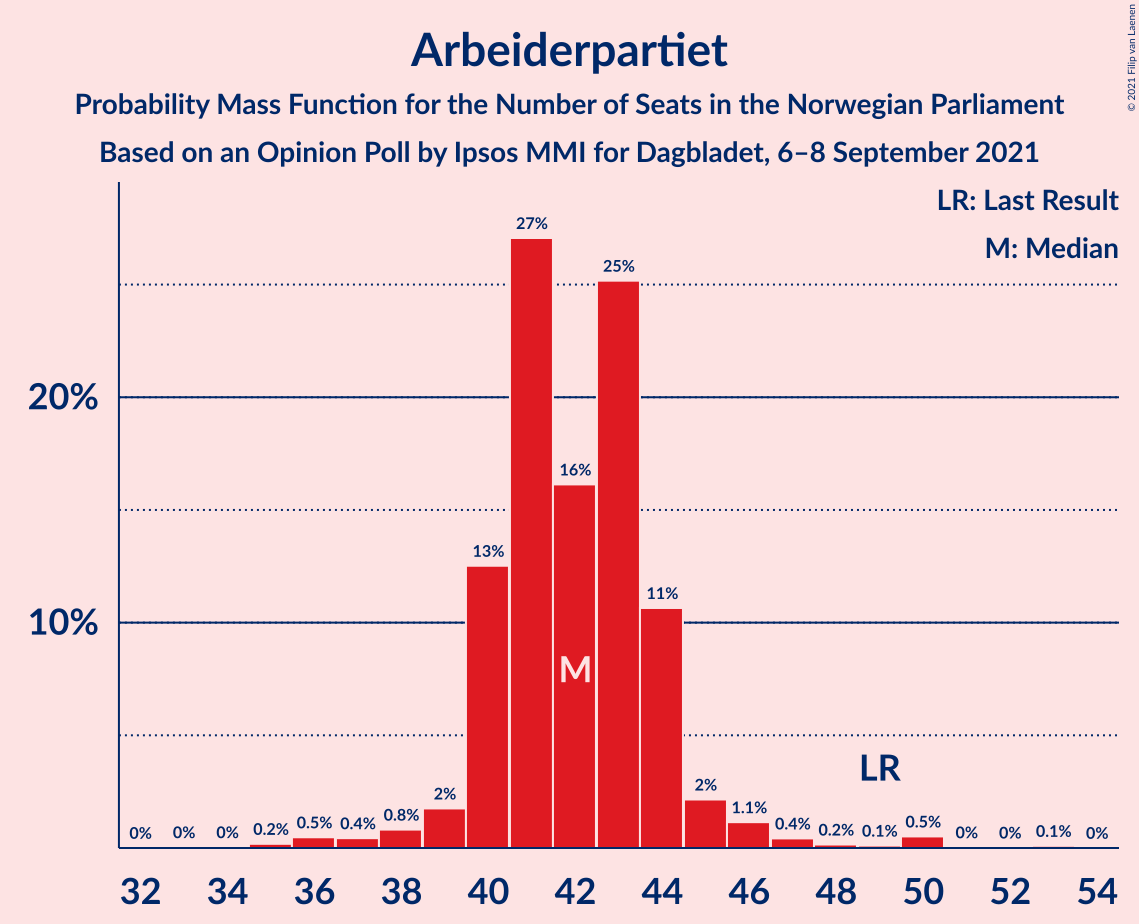 Arbeiderpartiet
Probability Mass Function for the Number of Seats in the Norwegian Parliament
Based on an Opinion Poll by Ipsos MMI for Dagbladet, 6–8 September 2021
© 2021 Filip van Laenen
LR: Last Result
M: Median
27%
25%
20%
16%
13%
11%
10%
M
LR
2%
2%
1.1%
0% 0% 0% 0.2% 0.5% 0.4% 0.8% 0.4% 0.2% 0.1% 0.5% 0% 0% 0.1% 0%
32 34 36 38 40 42 44 46 48 50 52 54